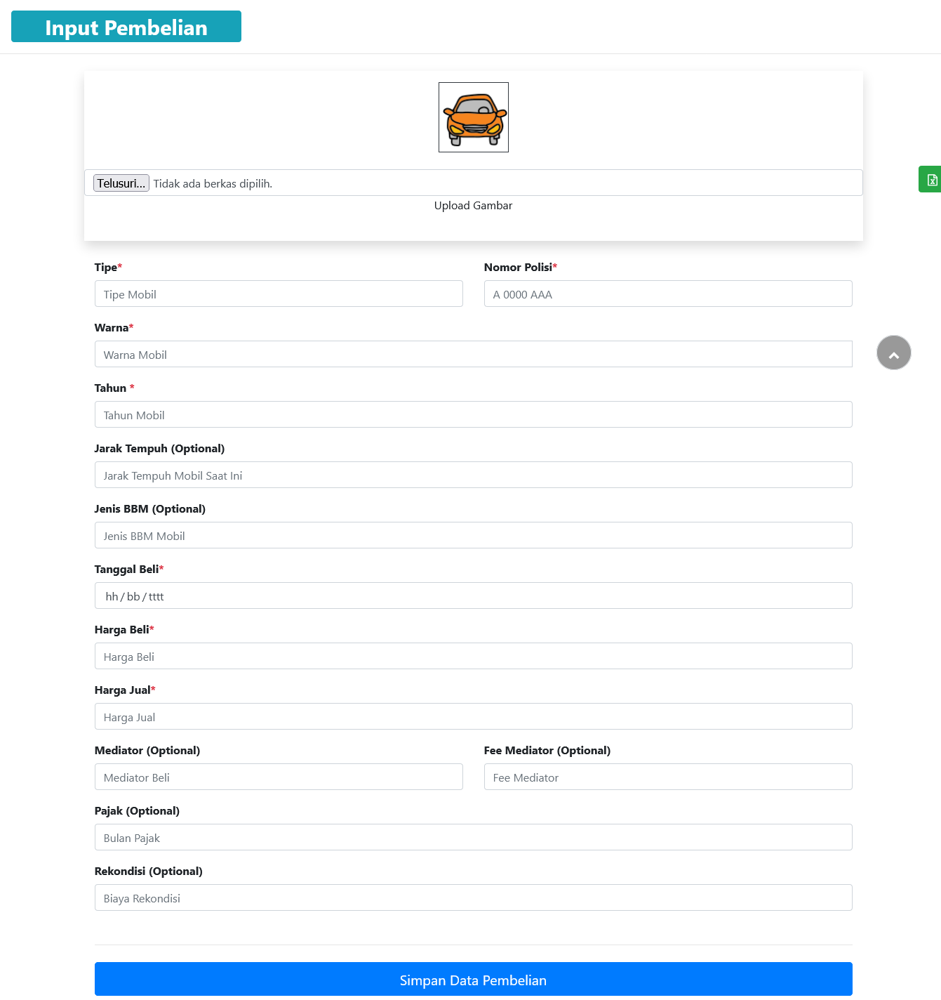 Input Pembelian
Telusuri... Tidak ada berkas dipilih.
Upload Gambar
Tipe* Nomor Polisi*
Tipe Mobil A 0000 AAA
Warna*
Warna Mobil
Tahun *
Tahun Mobil
Jarak Tempuh (Optional)
Jarak Tempuh Mobil Saat Ini
Jenis BBM (Optional)
Jenis BBM Mobil
Tanggal Beli*
hh / bb / tttt
Harga Beli*
Harga Beli
Harga Jual*
Harga Jual
Mediator (Optional) Fee Mediator (Optional)
Mediator Beli Fee Mediator
Pajak (Optional)
Bulan Pajak
Rekondisi (Optional)
Biaya Rekondisi
Simpan Data Pembelian